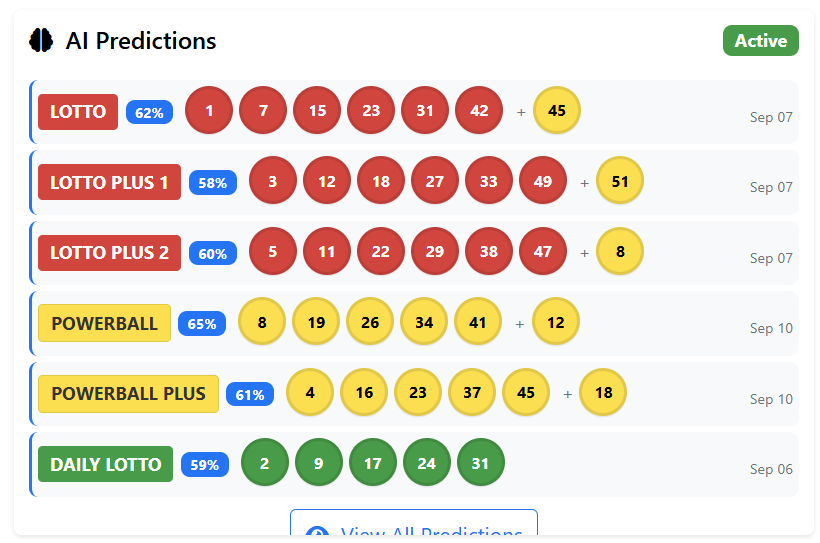 AI Predictions Active
LOTTO 62% 1 7 15 23 31 42 + 45 Sep 07
LOTTO PLUS 1 58% 3 12 18 27 33 49 + 51 Sep 07
LOTTO PLUS 2 60% 5 11 22 29 38 47 + 8 Sep 07
POWERBALL 65% 8 19 26 34 41 + 12 Sep 10
POWERBALL PLUS 61% 4 16 23 37 45 + 18 Sep 10
DAILY LOTTO 59% 2 9 17 24 31 Sep 06
View All Predictions